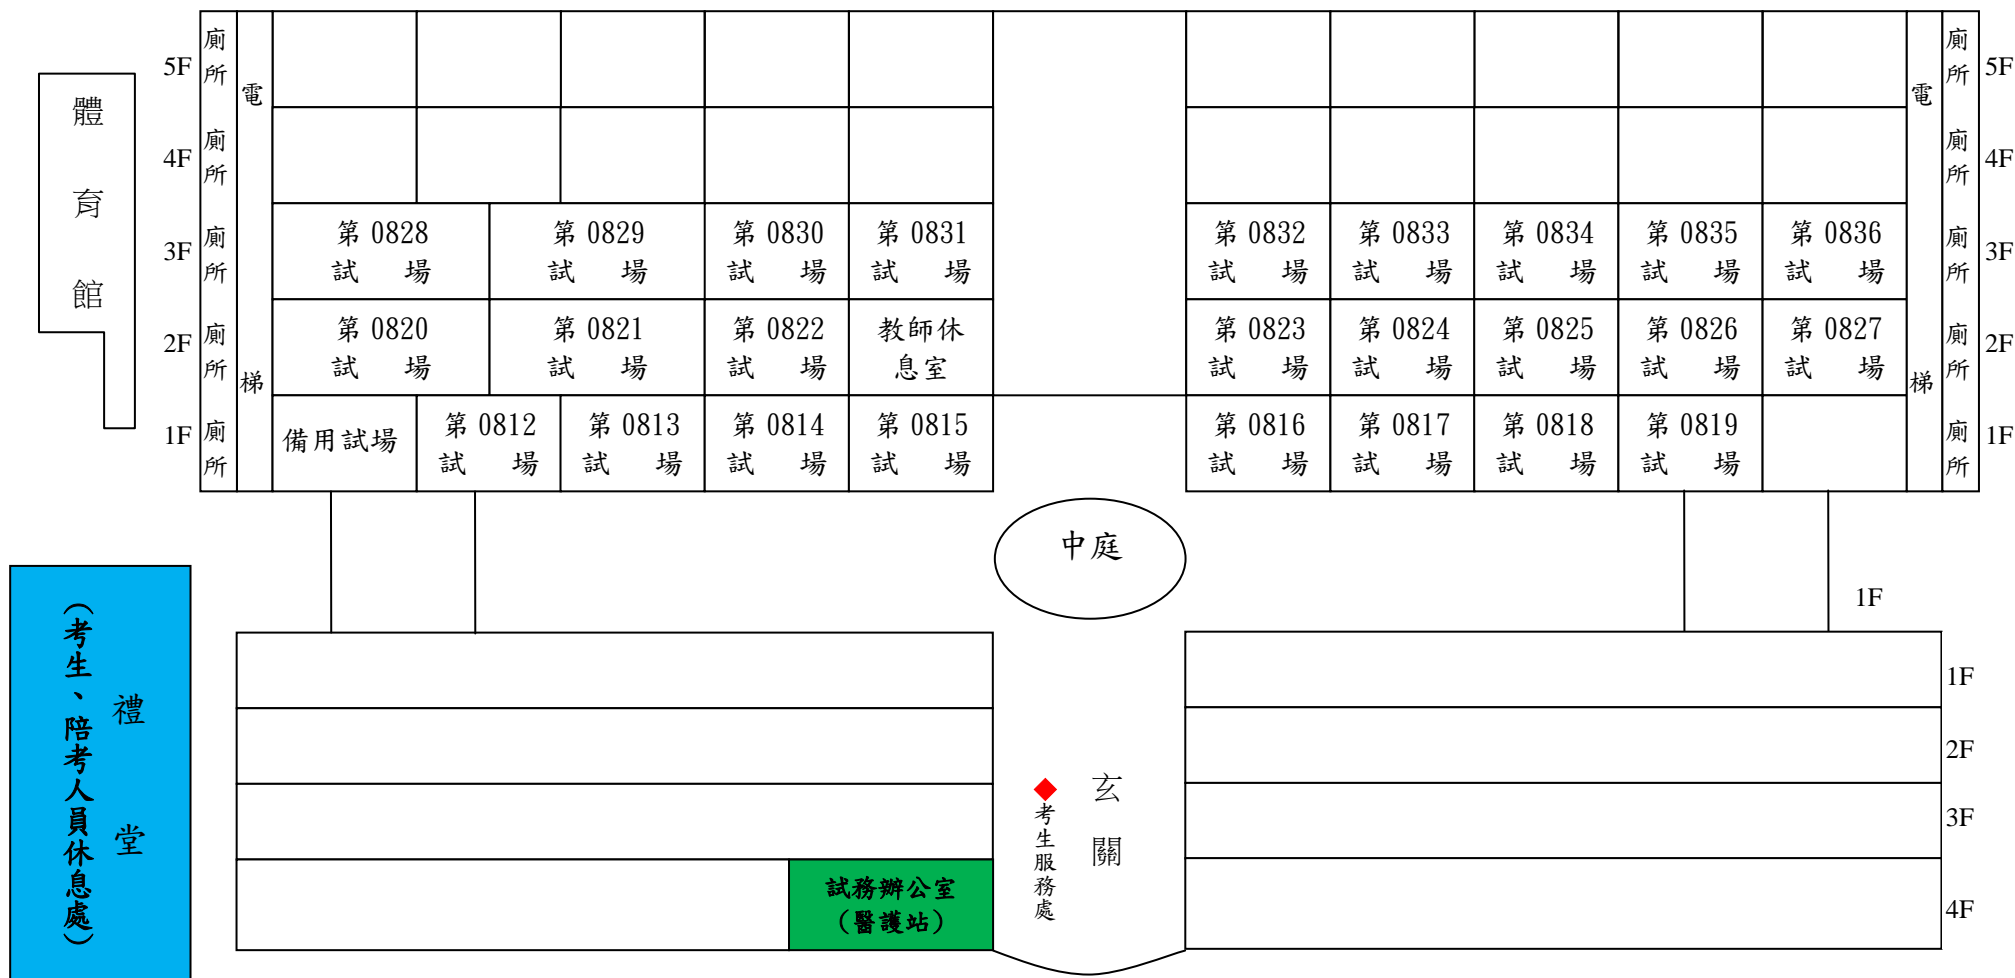 體育館
5F
廁所
4F
廁所
3F
廁所
2F
廁所
1F
廁所
電梯
第 0828
試 場
第 0829
試 場
第 0830
試 場
第 0831
試 場
第 0820
試 場
第 0821
試 場
第 0822
試 場
教師休
息室
備用試場
第 0812
試 場
第 0813
試 場
第 0814
試 場
第 0815
試 場
第 0832
試 場
第 0833
試 場
第 0834
試 場
第 0835
試 場
第 0836
試 場
第 0823
試 場
第 0824
試 場
第 0825
試 場
第 0826
試 場
第 0827
試 場
第 0816
試 場
第 0817
試 場
第 0818
試 場
第 0819
試 場
電梯
廁所
5F
廁所
4F
廁所
3F
廁所
2F
廁所
1F
中庭
1F
禮堂
(考生、陪考人員休息處)
玄關
◆考生服務處
試務辦公室
(醫護站)
1F
2F
3F
4F